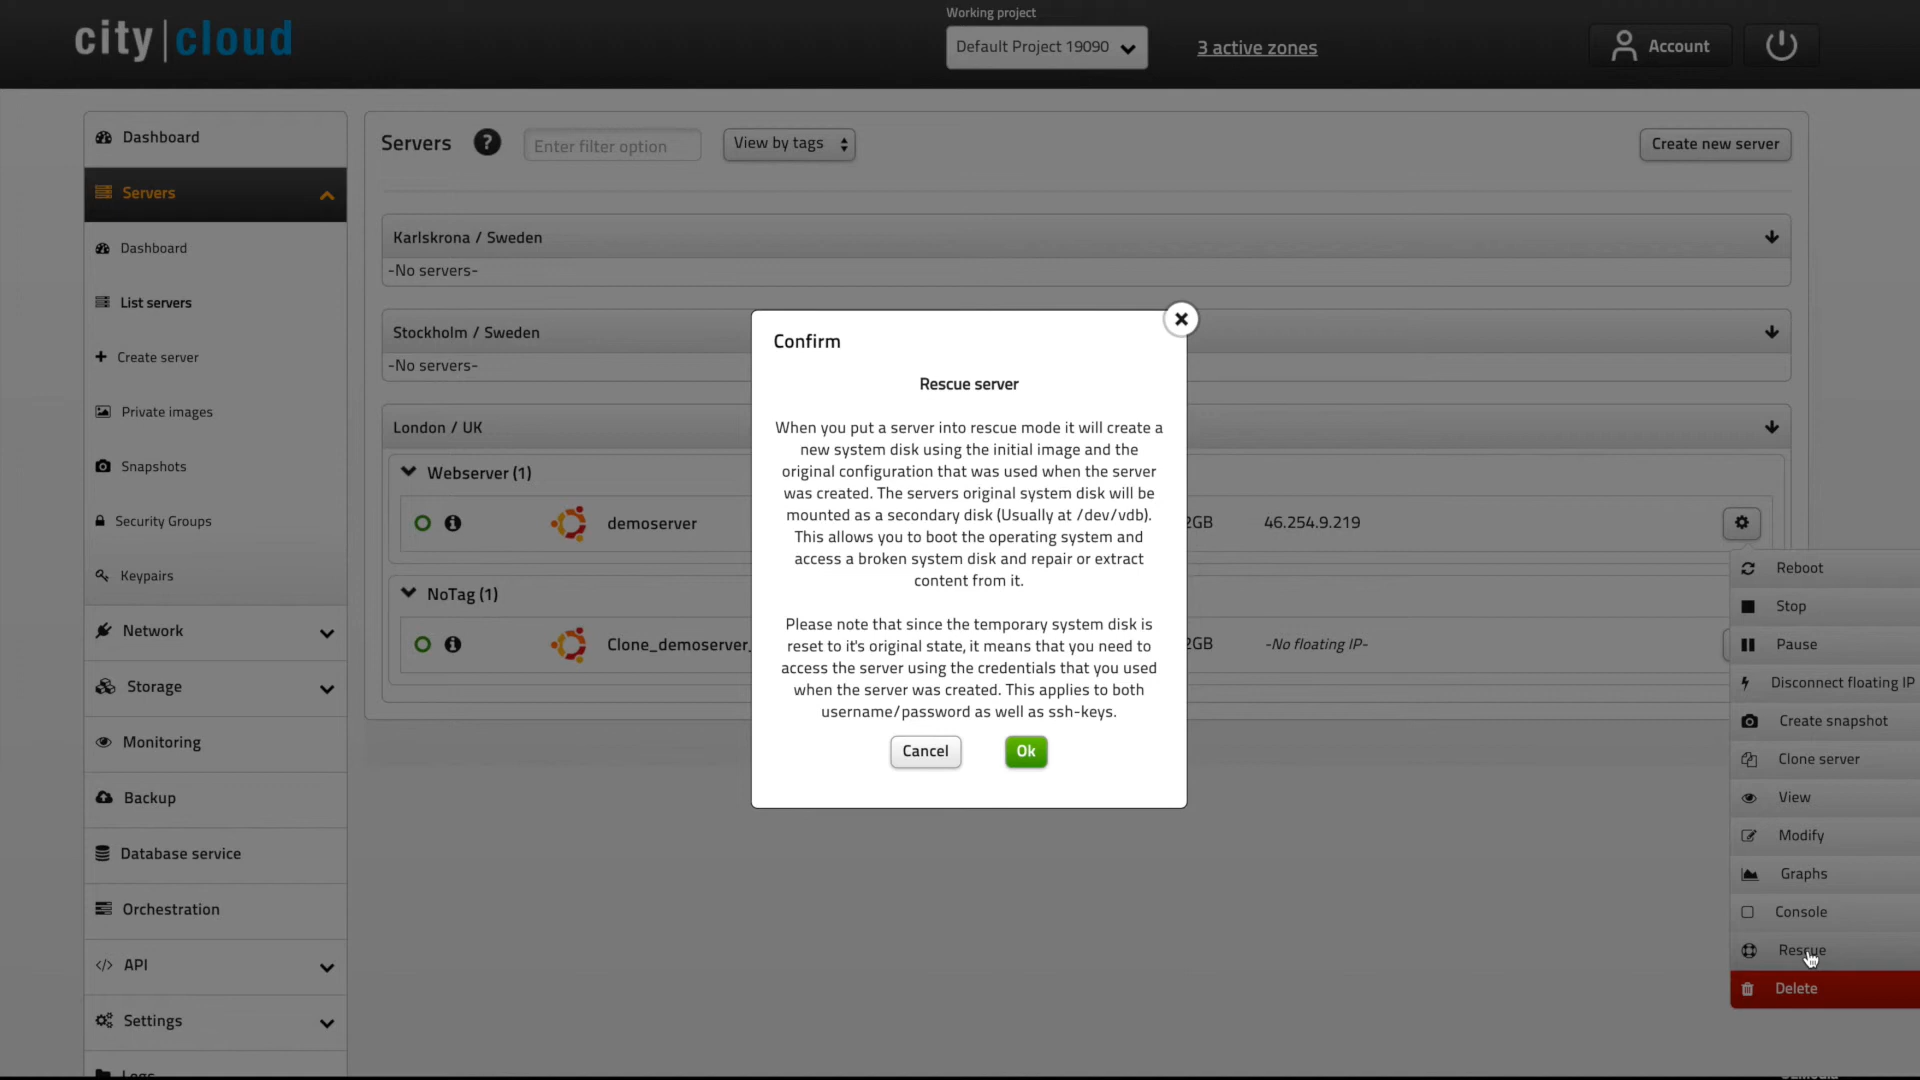 city|cloud
Working project
Default Project 19090
3 active zones
Account
Dashboard
Servers
Dashboard
List servers
Create server
Private images
Snapshots
Security Groups
Keypairs
Network
Storage
Monitoring
Backup
Database service
Orchestration
API
Settings
Logs
Servers
Enter filter option
View by tags
Create new server
Karlskrona / Sweden
-No servers-
Stockholm / Sweden
-No servers-
London / UK
Webserver (1)
demoserver
2GB
46.254.9.219
NoTag (1)
Clone_demoserver_
2GB
-No floating IP-
Confirm
Rescue server
When you put a server into rescue mode it will create a
new system disk using the initial image and the
original configuration that was used when the server
was created. The servers original system disk will be
mounted as a secondary disk (Usually at /dev/vdb).
This allows you to boot the operating system and
access a broken system disk and repair or extract
content from it.
Please note that since the temporary system disk is
reset to it's original state, it means that you need to
access the server using the credentials that you used
when the server was created. This applies to both
username/password as well as ssh-keys.
Cancel
Ok
Reboot
Stop
Pause
Disconnect floating IP
Create snapshot
Clone server
View
Modify
Graphs
Console
Rescue
Delete